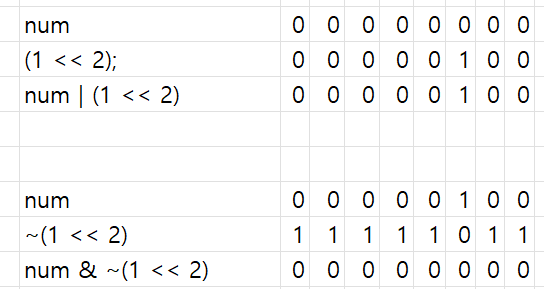 num 0 0 0 0 0 0 0 0
(1 << 2); 0 0 0 0 0 1 0 0
num | (1 << 2) 0 0 0 0 0 1 0 0
num 0 0 0 0 0 1 0 0
~(1 << 2) 1 1 1 1 1 0 1 1
num & ~(1 << 2) 0 0 0 0 0 0 0 0